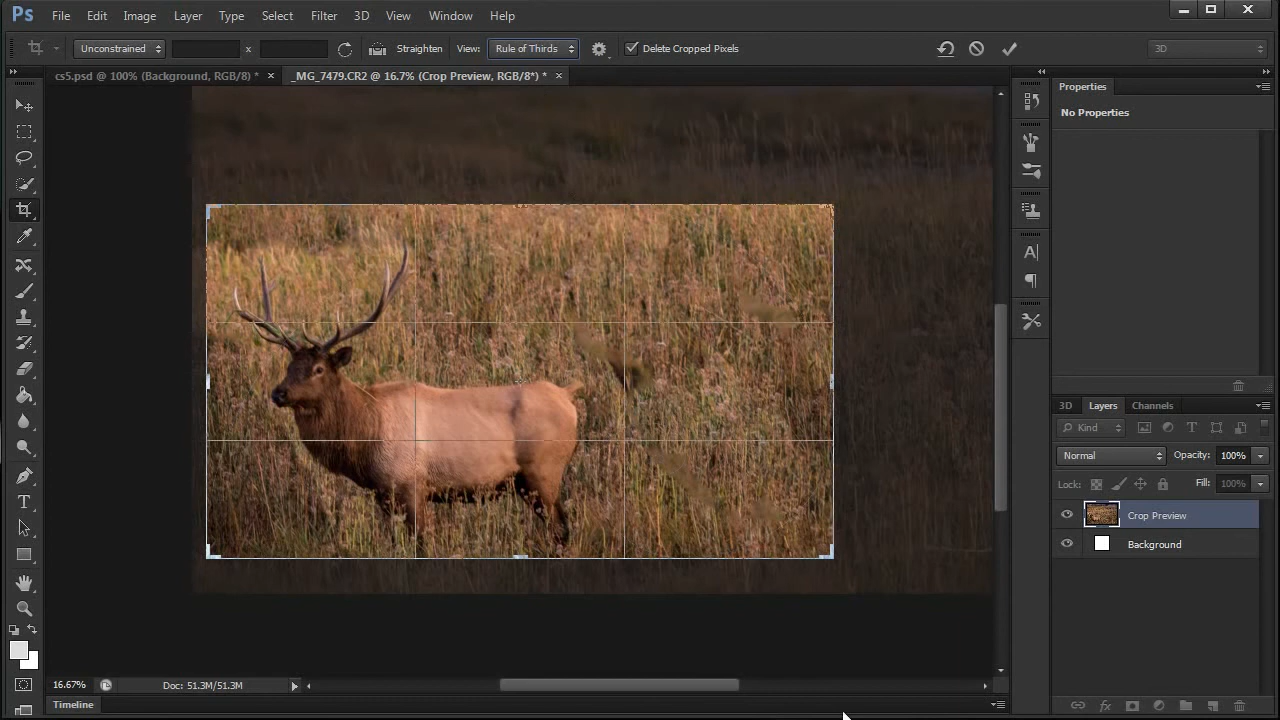 Ps File Edit Image Layer Type Select Filter 3D View Window Help
Unconstrained x Straighten View: Rule of Thirds Delete Cropped Pixels 3D
cs5.psd @ 100% (Background, RGB/8) * × _MG_7479.CR2 @ 16.7% (Crop Preview, RGB/8*) * ×
Properties
No Properties
3D Layers Channels
Kind
Normal Opacity: 100%
Lock: Fill: 100%
Crop Preview
Background
16.67% Doc: 51.3M/51.3M
Timeline